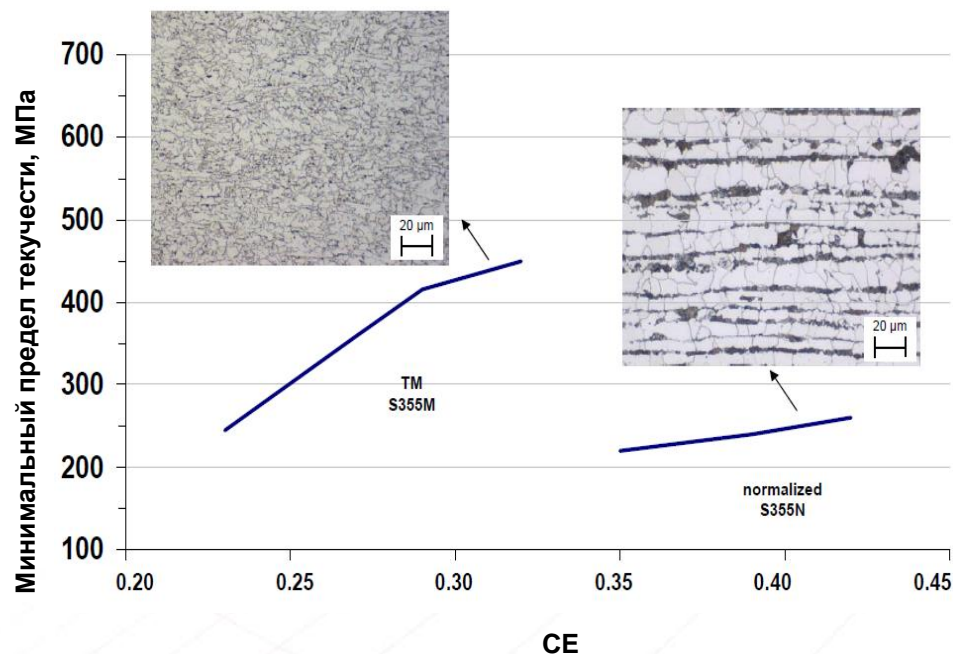 Минимальный предел текучести, МПа
700
600
500
400
300
200
100
20 µm
20 µm
TM
S355M
normalized
S355N
0.20 0.25 0.30 0.35 0.40 0.45
CE